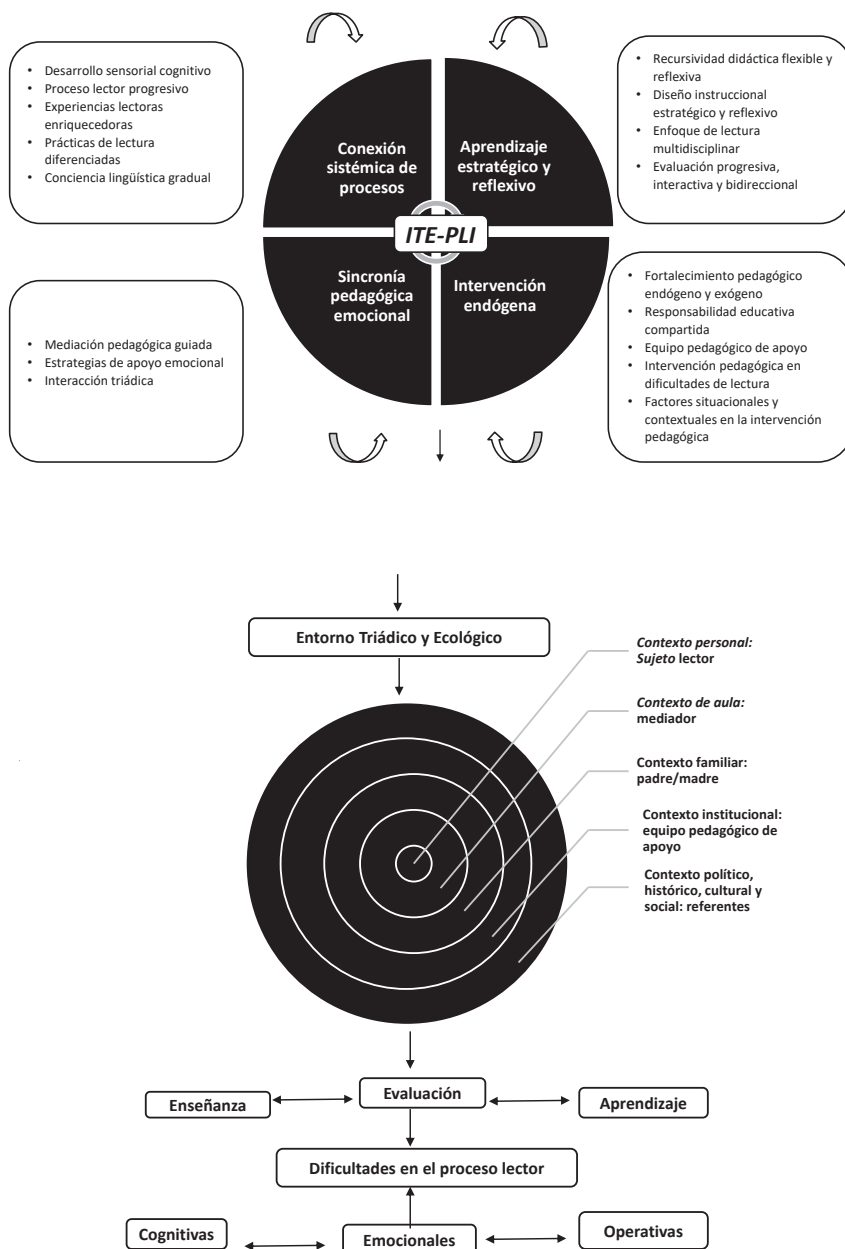 • Desarrollo sensorial cognitivo
• Proceso lector progresivo
• Experiencias lectoras
enriquecedoras
• Prácticas de lectura
diferenciadas
• Conciencia lingüística gradual
Conexión
sistémica de
procesos
Aprendizaje
estratégico y
reflexivo
• Recursividad didáctica flexible y
reflexiva
• Diseño instruccional
estratégico y reflexivo
• Enfoque de lectura
multidisciplinar
• Evaluación progresiva,
interactiva y bidireccional
ITE-PLI
• Mediación pedagógica guiada
• Estrategias de apoyo emocional
• Interacción triádica
Sincronía
pedagógica
emocional
Intervención
endógena
• Fortalecimiento pedagógico
endógeno y exógeno
• Responsabilidad educativa
compartida
• Equipo pedagógico de apoyo
• Intervención pedagógica en
dificultades de lectura
• Factores situacionales y
contextuales en la intervención
pedagógica
Entorno Triádico y Ecológico
Contexto personal:
Sujeto lector
Contexto de aula:
mediador
Contexto familiar:
padre/madre
Contexto institucional:
equipo pedagógico de
apoyo
Contexto político,
histórico, cultural y
social: referentes
Enseñanza
Evaluación
Aprendizaje
Dificultades en el proceso lector
Cognitivas
Emocionales
Operativas